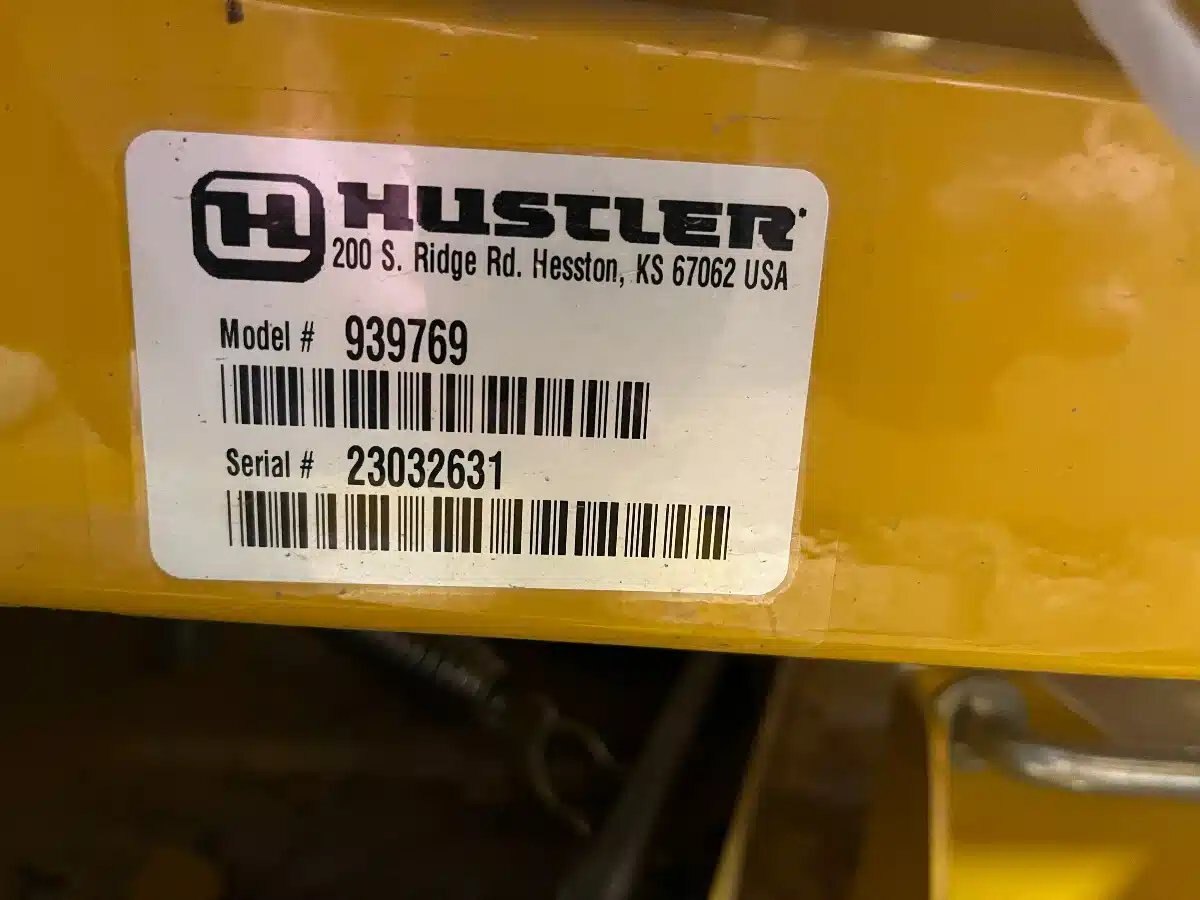 H HUSTLER
200 S. Ridge Rd. Hesston, KS 67062 USA
Model # 939769
Serial # 23032631